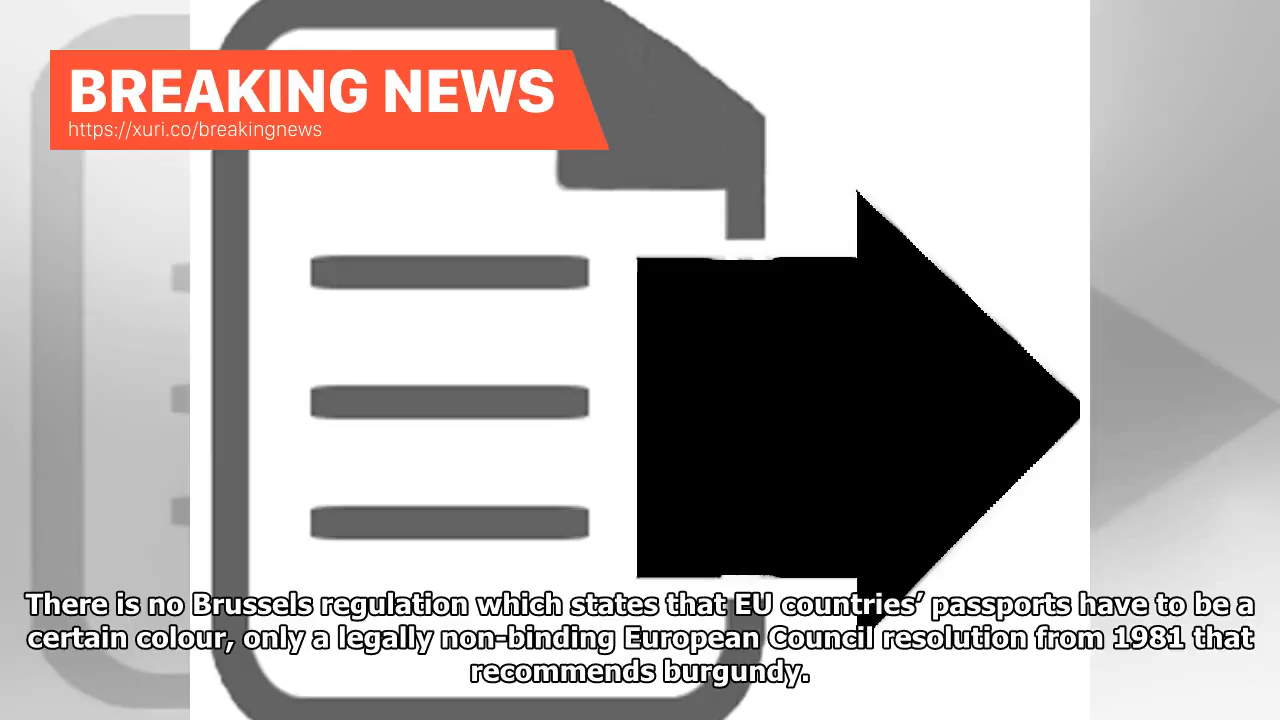 BREAKING NEWS
https://xuri.co/breakingnews
There is no Brussels regulation which states that EU countries’ passports have to be a
certain colour, only a legally non-binding European Council resolution from 1981 that
recommends burgundy.